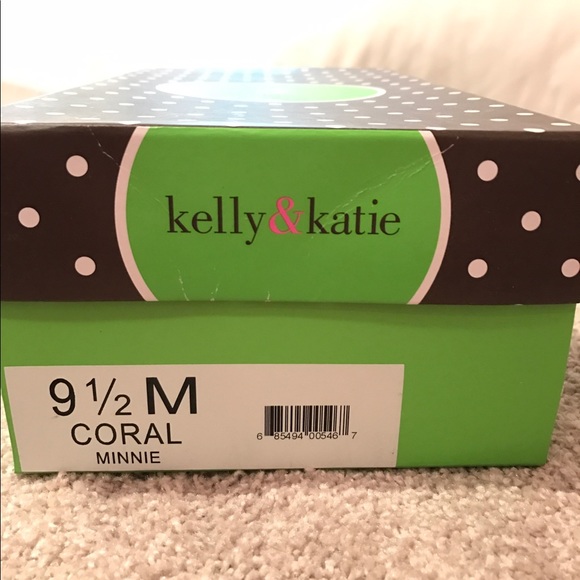 kelly&katie
9 ½ M
CORAL
MINNIE
6 85494 00546 7